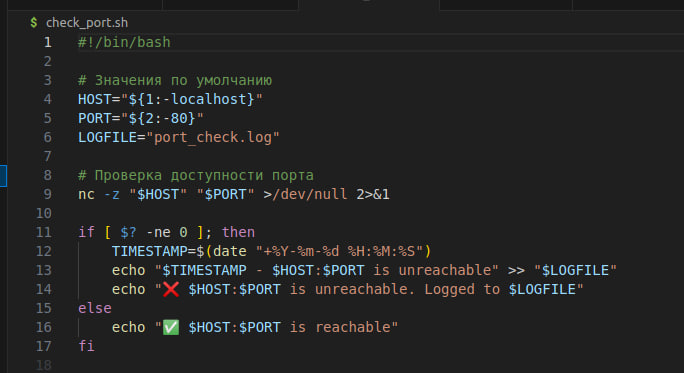 $ check_port.sh
1 #!/bin/bash
2
3 # Значения по умолчанию
4 HOST="${1:-localhost}"
5 PORT="${2:-80}"
6 LOGFILE="port_check.log"
7
8 # Проверка доступности порта
9 nc -z "$HOST" "$PORT" >/dev/null 2>&1
10
11 if [ $? -ne 0 ]; then
12     TIMESTAMP=$(date "+%Y-%m-%d %H:%M:%S")
13     echo "$TIMESTAMP - $HOST:$PORT is unreachable" >> "$LOGFILE"
14     echo "❌ $HOST:$PORT is unreachable. Logged to $LOGFILE"
15 else
16     echo "✅ $HOST:$PORT is reachable"
17 fi
18